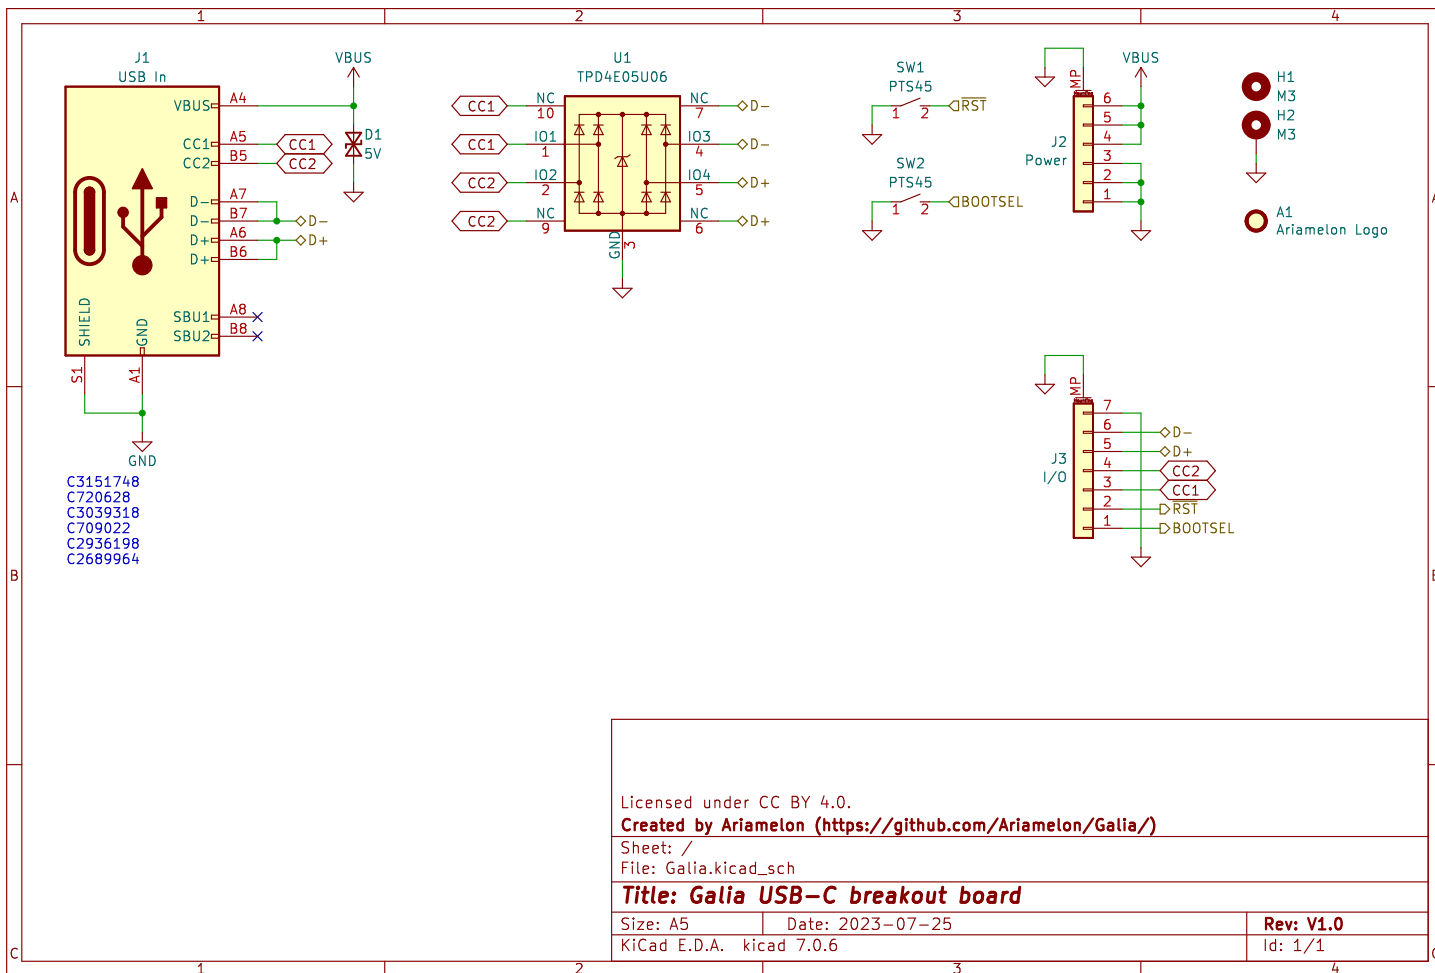 1 2 3 4
J1
USB In
VBUS A4
CC1 A5 CC1
CC2 B5 CC2
D- A7
D- B7 D-
D+ A6 D+
D+ B6
SBU1 A8
SBU2 B8
SHIELD
GND
S1
A1
GND
VBUS
D1
5V
C3151748
C720628
C3039318
C709022
C2936198
C2689964
U1
TPD4E05U06
CC1 NC 10 NC 7 D-
CC1 IO1 1 IO3 4 D-
CC2 IO2 2 IO4 5 D+
CC2 NC 9 NC 6 D+
GND 3
SW1
PTS45
1 2 RST
SW2
PTS45
1 2 BOOTSEL
MP
VBUS
J2
Power
6
5
4
3
2
1
H1
M3
H2
M3
A1
Ariamelon Logo
MP
J3
I/O
7
6 D-
5 D+
4 CC2
3 CC1
2 RST
1 BOOTSEL
A
B
C
Licensed under CC BY 4.0.
Created by Ariamelon (https://github.com/Ariamelon/Galia/)
Sheet: /
File: Galia.kicad_sch
Title: Galia USB-C breakout board
Size: A5 Date: 2023-07-25 Rev: V1.0
KiCad E.D.A. kicad 7.0.6 Id: 1/1
1 2 3 4